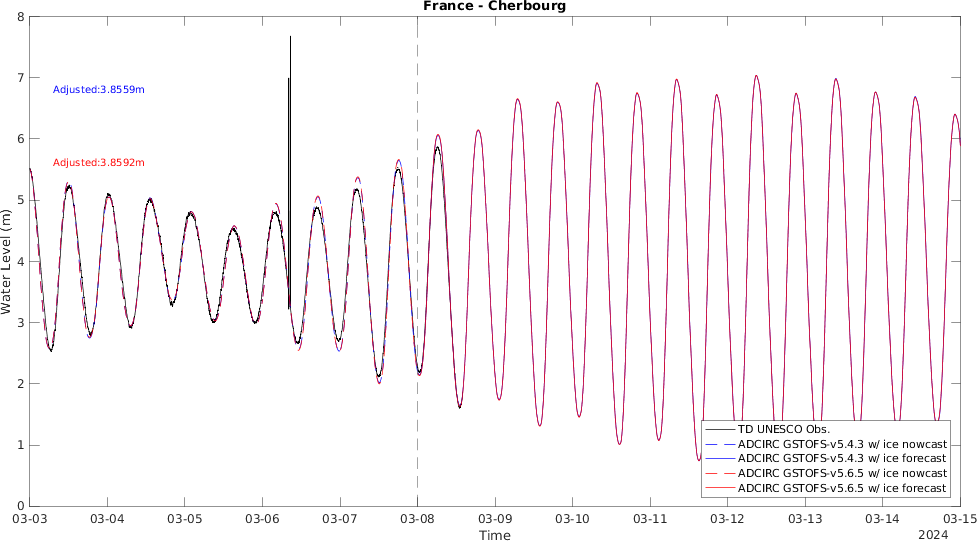 France - Cherbourg
8
7
6
5
4
3
2
1
0
Water Level (m)
Adjusted:3.8559m
Adjusted:3.8592m
TD UNESCO Obs.
ADCIRC GSTOFS-v5.4.3 w/ ice nowcast
ADCIRC GSTOFS-v5.4.3 w/ ice forecast
ADCIRC GSTOFS-v5.6.5 w/ ice nowcast
ADCIRC GSTOFS-v5.6.5 w/ ice forecast
03-03 03-04 03-05 03-06 03-07 03-08 03-09 03-10 03-11 03-12 03-13 03-14 03-15
Time
2024